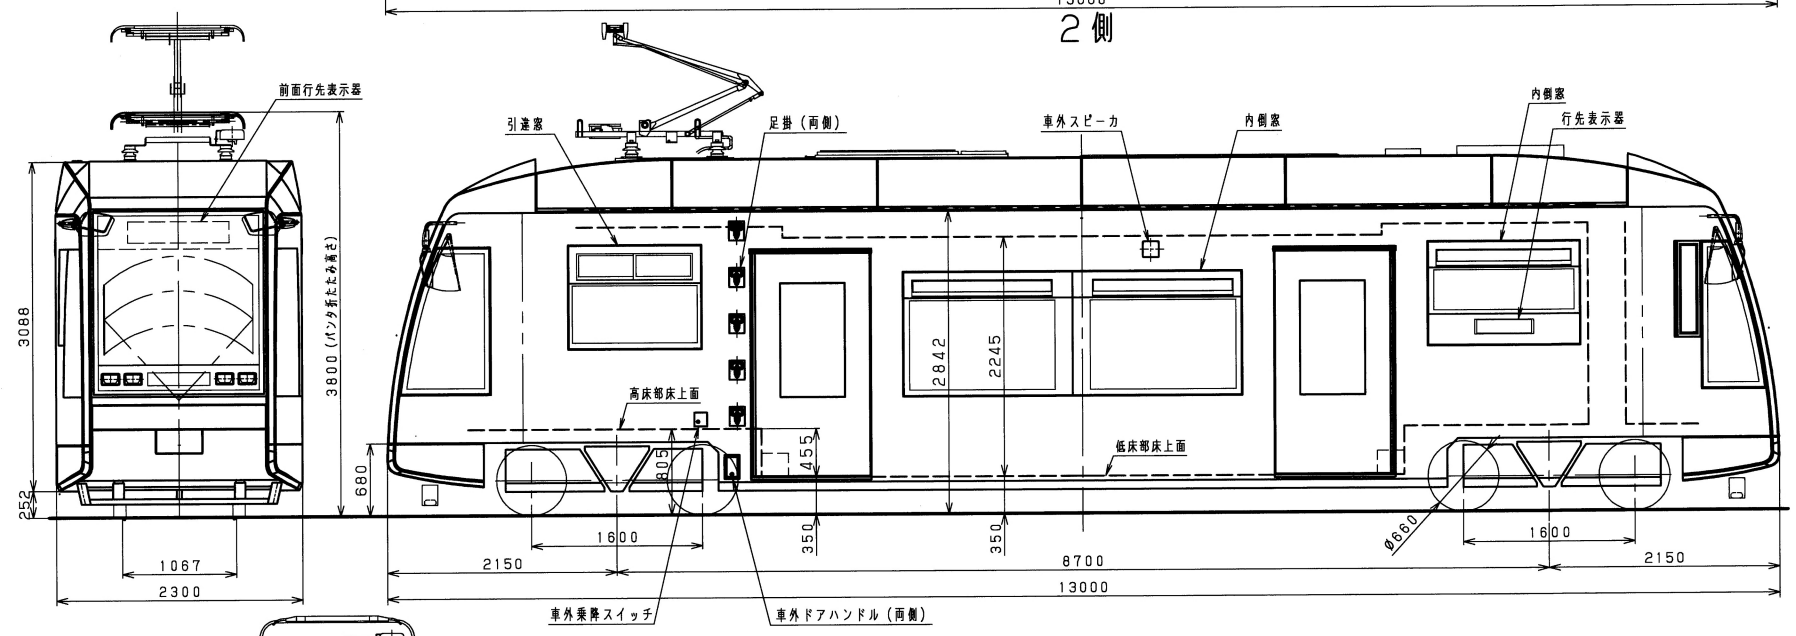 13000
2側
前面行先表示器
引違窓
足掛(両側)
車外スピーカ
内倒窓
内倒窓
行先表示器
3088
252
3800(パンタ折たたみ高さ)
2842
2245
高床部床上面
低床部床上面
680
805
455
350
350
φ660
1600
1600
1067
2300
2150
8700
2150
13000
車外乗降スイッチ
車外ドアハンドル(両側)